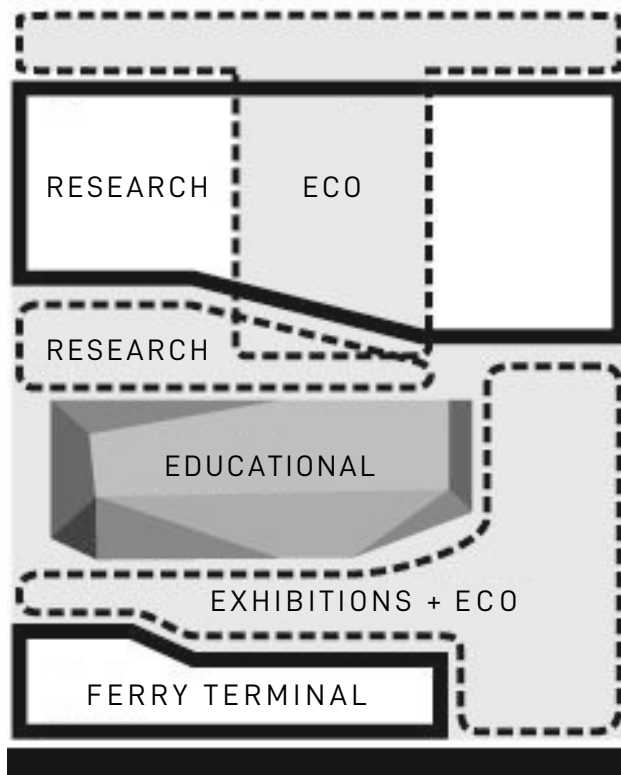 RESEARCH ECO
RESEARCH
EDUCATIONAL
EXHIBITIONS + ECO
FERRY TERMINAL